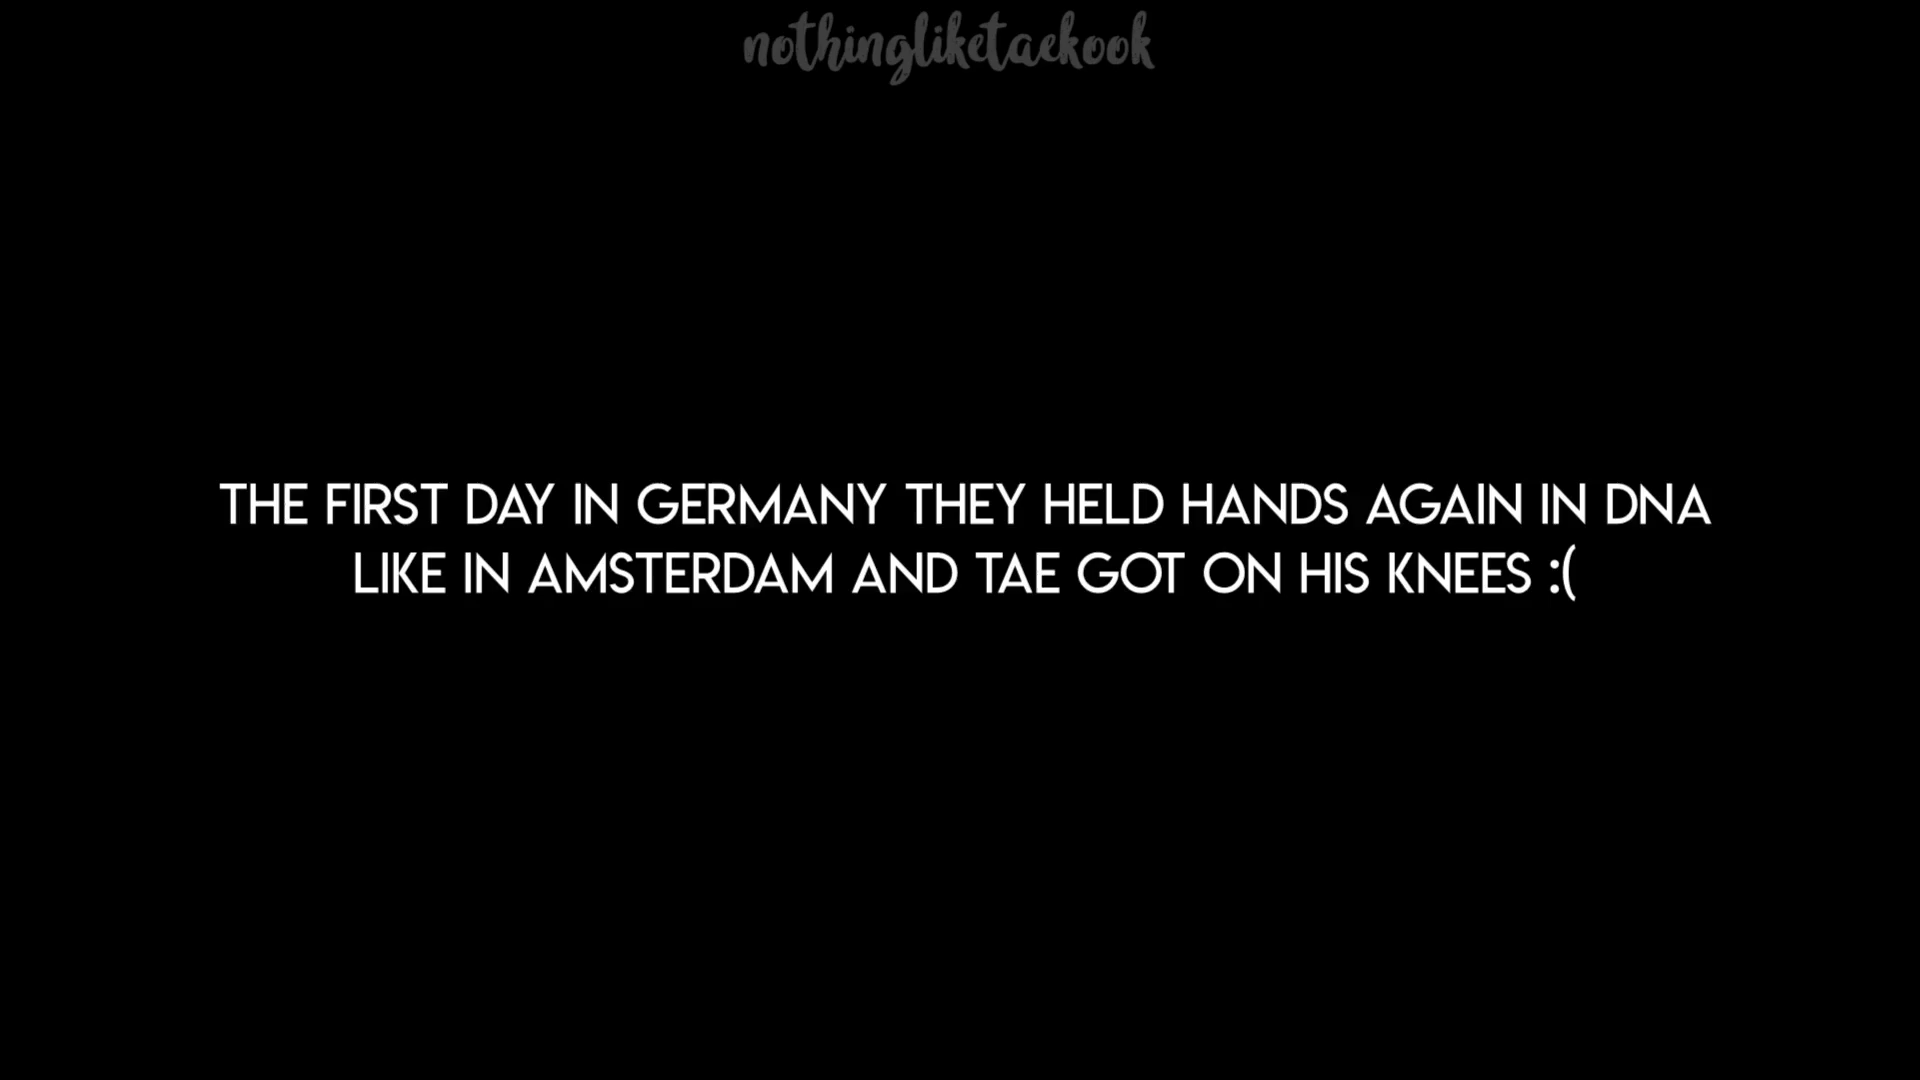 nothingliketaekook
THE FIRST DAY IN GERMANY THEY HELD HANDS AGAIN IN DNA
LIKE IN AMSTERDAM AND TAE GOT ON HIS KNEES :(